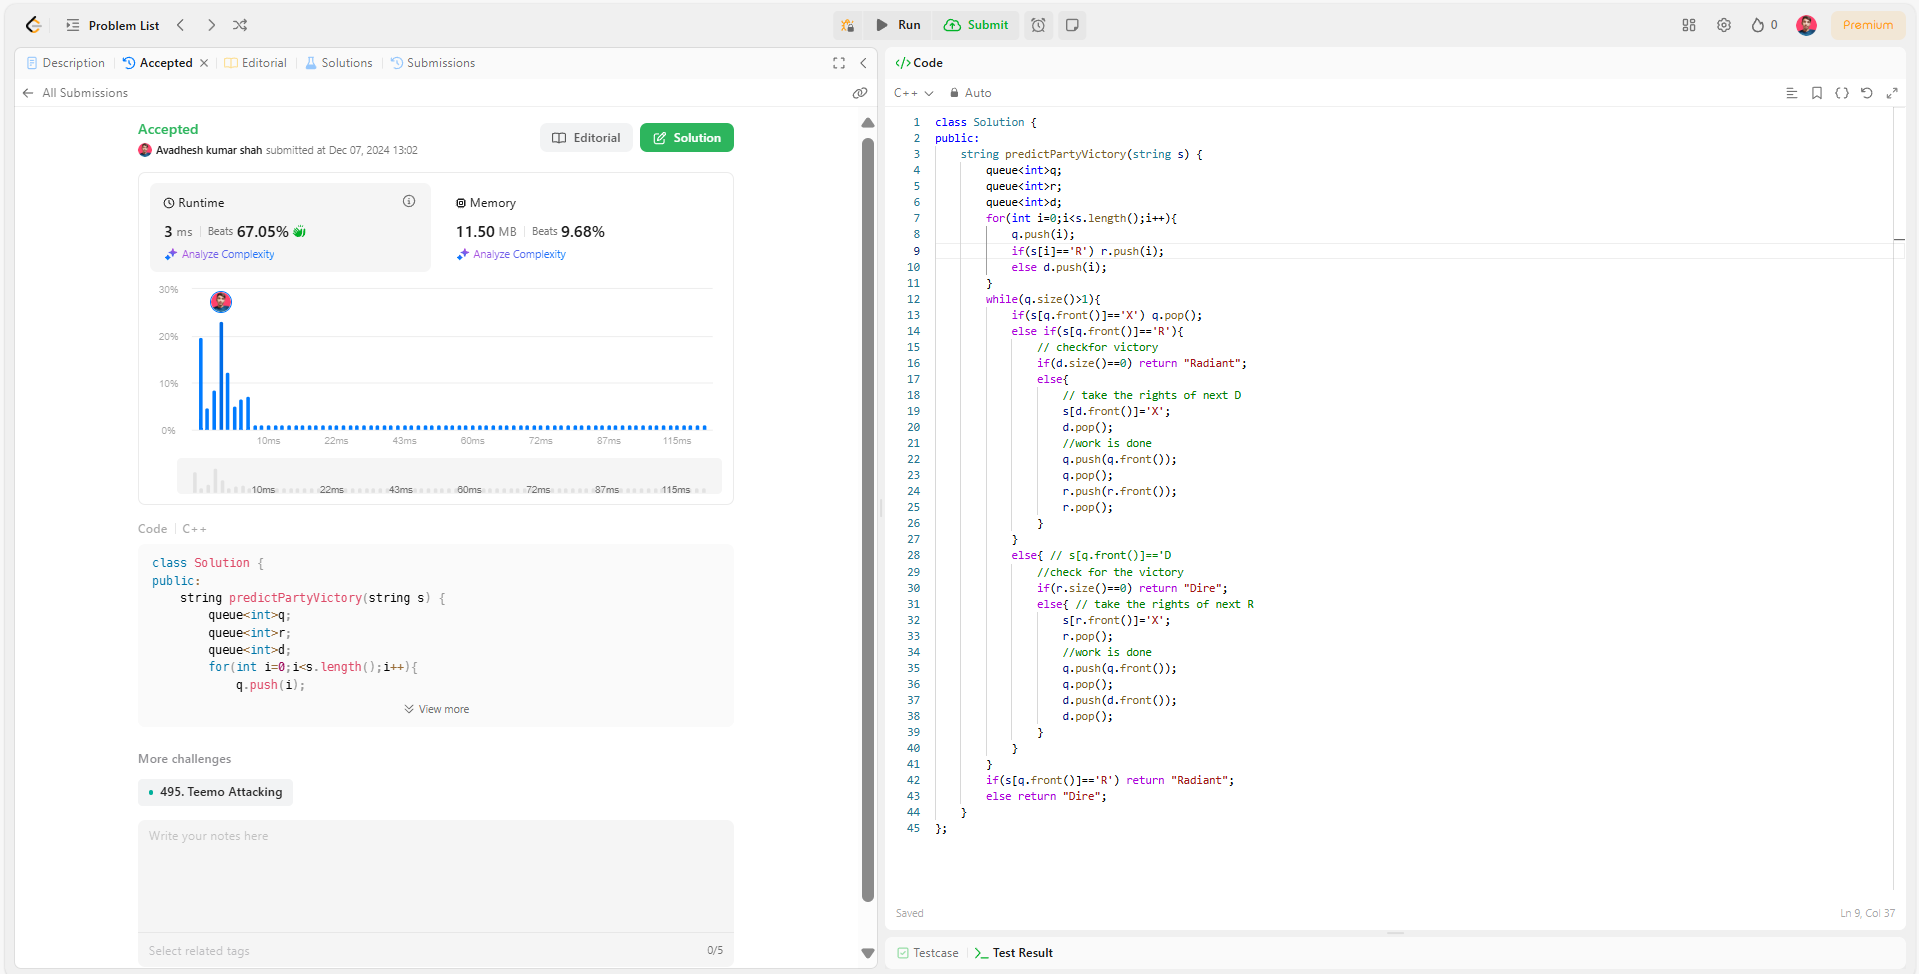 Problem List
Run
Submit
0
Premium
Description
Accepted
Editorial
Solutions
Submissions
All Submissions
Accepted
Avadhesh kumar shah submitted at Dec 07, 2024 13:02
Editorial
Solution
Runtime
3 ms
Beats 67.05%
Analyze Complexity
Memory
11.50 MB
Beats 9.68%
Analyze Complexity
30%
20%
10%
0%
10ms 22ms 43ms 60ms 72ms 87ms 115ms
10ms 22ms 43ms 60ms 72ms 87ms 115ms
Code
C++
class Solution {
public:
    string predictPartyVictory(string s) {
        queue<int>q;
        queue<int>r;
        queue<int>d;
        for(int i=0;i<s.length();i++){
            q.push(i);
View more
More challenges
495. Teemo Attacking
Write your notes here
Select related tags
0/5
</>Code
C++
Auto
1 class Solution {
2 public:
3     string predictPartyVictory(string s) {
4         queue<int>q;
5         queue<int>r;
6         queue<int>d;
7         for(int i=0;i<s.length();i++){
8             q.push(i);
9             if(s[i]=='R') r.push(i);
10             else d.push(i);
11         }
12         while(q.size()>1){
13             if(s[q.front()]=='X') q.pop();
14             else if(s[q.front()]=='R'){
15                 // checkfor victory
16                 if(d.size()==0) return "Radiant";
17                 else{
18                     // take the rights of next D
19                     s[d.front()]='X';
20                     d.pop();
21                     //work is done
22                     q.push(q.front());
23                     q.pop();
24                     r.push(r.front());
25                     r.pop();
26                 }
27             }
28             else{ // s[q.front()]=='D
29                 //check for the victory
30                 if(r.size()==0) return "Dire";
31                 else{ // take the rights of next R
32                     s[r.front()]='X';
33                     r.pop();
34                     //work is done
35                     q.push(q.front());
36                     q.pop();
37                     d.push(d.front());
38                     d.pop();
39                 }
40             }
41         }
42         if(s[q.front()]=='R') return "Radiant";
43         else return "Dire";
44     }
45 };
Saved
Ln 9, Col 37
Testcase
Test Result